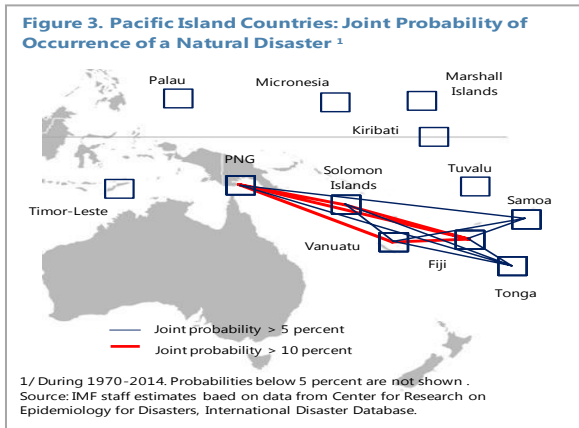 Figure 3. Pacific Island Countries: Joint Probability of
Occurrence of a Natural Disaster ¹
Palau
Micronesia
Marshall
Islands
Kiribati
PNG
Solomon
Islands
Tuvalu
Samoa
Timor-Leste
Vanuatu
Fiji
Tonga
Joint probability > 5 percent
Joint probability > 10 percent
1/ During 1970-2014. Probabilities below 5 percent are not shown .
Source: IMF staff estimates baed on data from Center for Research on
Epidemiology for Disasters, International Disaster Database.